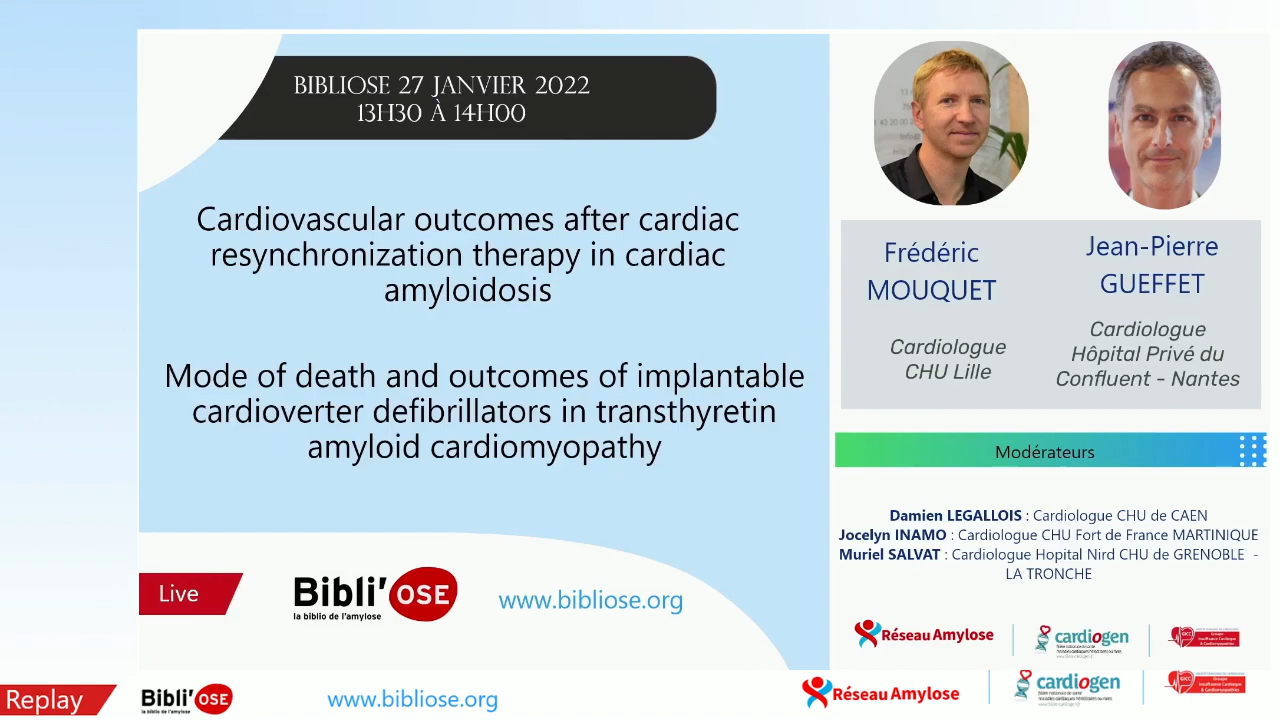 BIBLIOSE 27 JANVIER 2022
13H30 À 14H00
Cardiovascular outcomes after cardiac
resynchronization therapy in cardiac
amyloidosis
Mode of death and outcomes of implantable
cardioverter defibrillators in transthyretin
amyloid cardiomyopathy
Live
Bibli'OSE
la biblio de l'amylose
www.bibliose.org
Frédéric
MOUQUET
Cardiologue
CHU Lille
Jean-Pierre
GUEFFET
Cardiologue
Hôpital Privé du
Confluent - Nantes
Modérateurs
Damien LEGALLOIS : Cardiologue CHU de CAEN
Jocelyn INAMO : Cardiologue CHU Fort de France MARTINIQUE
Muriel SALVAT : Cardiologue Hopital Nird CHU de GRENOBLE -
LA TRONCHE
Réseau Amylose
cardiogen
GICC
Replay
Bibli'OSE
la biblio de l'amylose
www.bibliose.org
Réseau Amylose
cardiogen
GICC